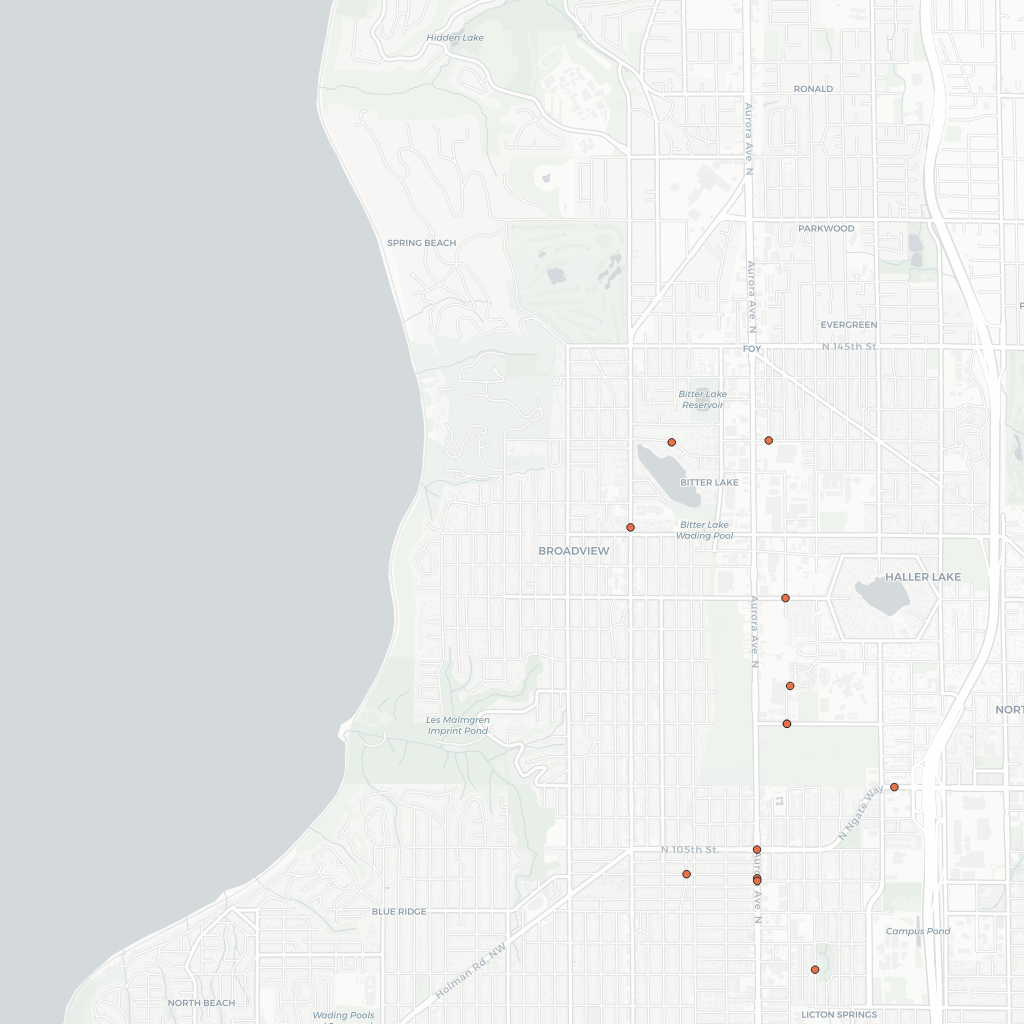 Hidden Lake
RONALD
Aurora Ave. N
PARKWOOD
SPRING BEACH
Aurora Ave. N
EVERGREEN
N 145th St.
FOY
Bitter Lake
Reservoir
BITTER LAKE
Bitter Lake
Wading Pool
BROADVIEW
HALLER LAKE
Aurora Ave. N
Les Malmgren
Imprint Pond
NORT
N Ngate Way
N 105th St.
Aurora Ave. N
BLUE RIDGE
Campus Pond
Holman Rd. NW
NORTH BEACH
Wading Pools
LICTON SPRINGS